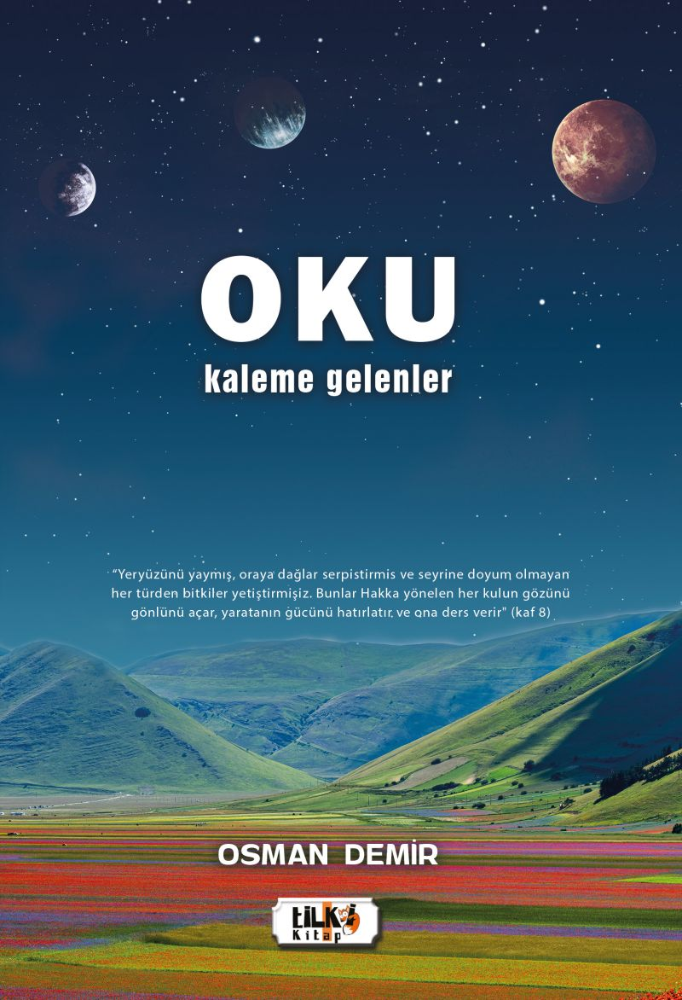 OKU
kaleme gelenler
“Yeryüzünü yaymış, oraya dağlar serpistirmis ve seyrine doyum olmayan
her türden bitkiler yetiştirmişiz. Bunlar Hakka yönelen her kulun gözünü
gönlünü açar, yaratanın gücünü hatırlatır ve ona ders verir" (kaf 8)
OSMAN DEMİR
tiLKi
Kitap